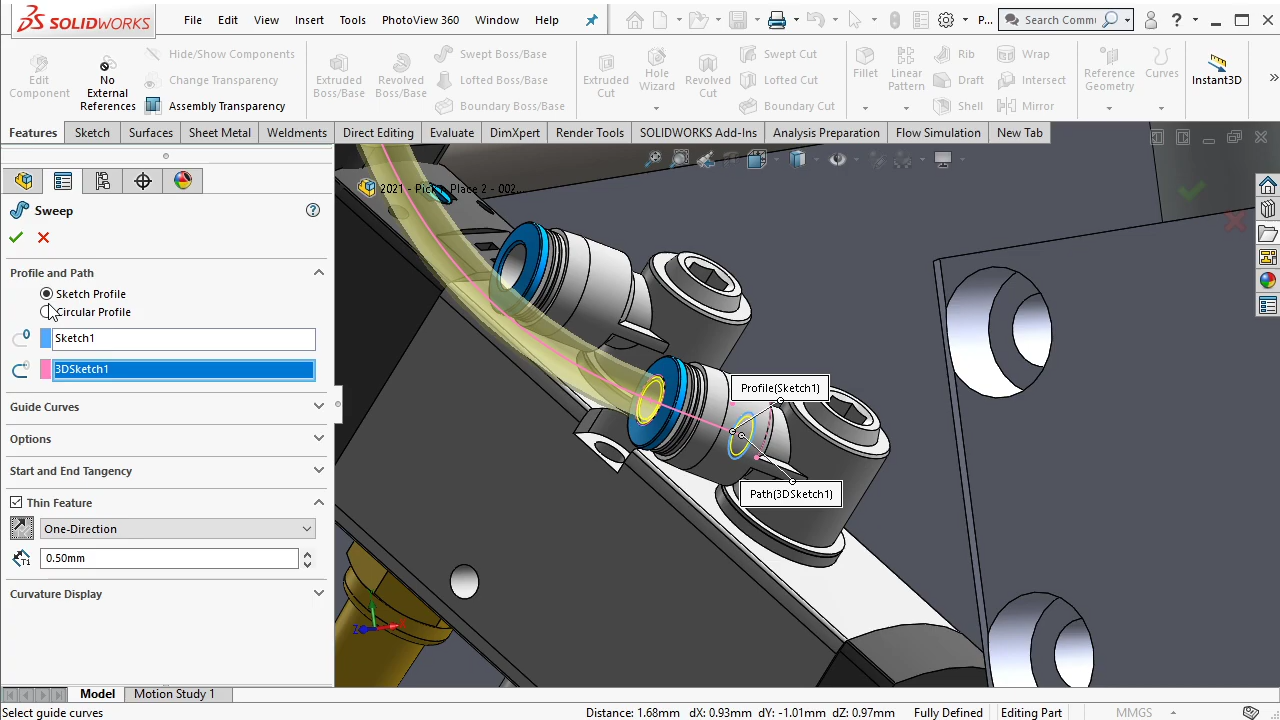 SOLIDWORKS
File Edit View Insert Tools PhotoView 360 Window Help
P... Search Commu
Edit Component
No External References
Hide/Show Components
Change Transparency
Assembly Transparency
Extruded Boss/Base
Revolved Boss/Base
Swept Boss/Base
Lofted Boss/Base
Boundary Boss/Base
Extruded Cut
Hole Wizard
Revolved Cut
Swept Cut
Lofted Cut
Boundary Cut
Fillet
Linear Pattern
Rib
Draft
Shell
Wrap
Intersect
Mirror
Reference Geometry
Curves
Instant3D
Features Sketch Surfaces Sheet Metal Weldments Direct Editing Evaluate DimXpert Render Tools SOLIDWORKS Add-Ins Analysis Preparation Flow Simulation New Tab
Sweep
Profile and Path
Sketch Profile
Circular Profile
Sketch1
3DSketch1
Guide Curves
Options
Start and End Tangency
Thin Feature
One-Direction
T1
0.50mm
Curvature Display
Profile(Sketch1)
Path(3DSketch1)
Z
Model Motion Study 1
Select guide curves
Distance: 1.68mm dX: 0.93mm dY: -1.01mm dZ: 0.97mm Fully Defined Editing Part MMGS